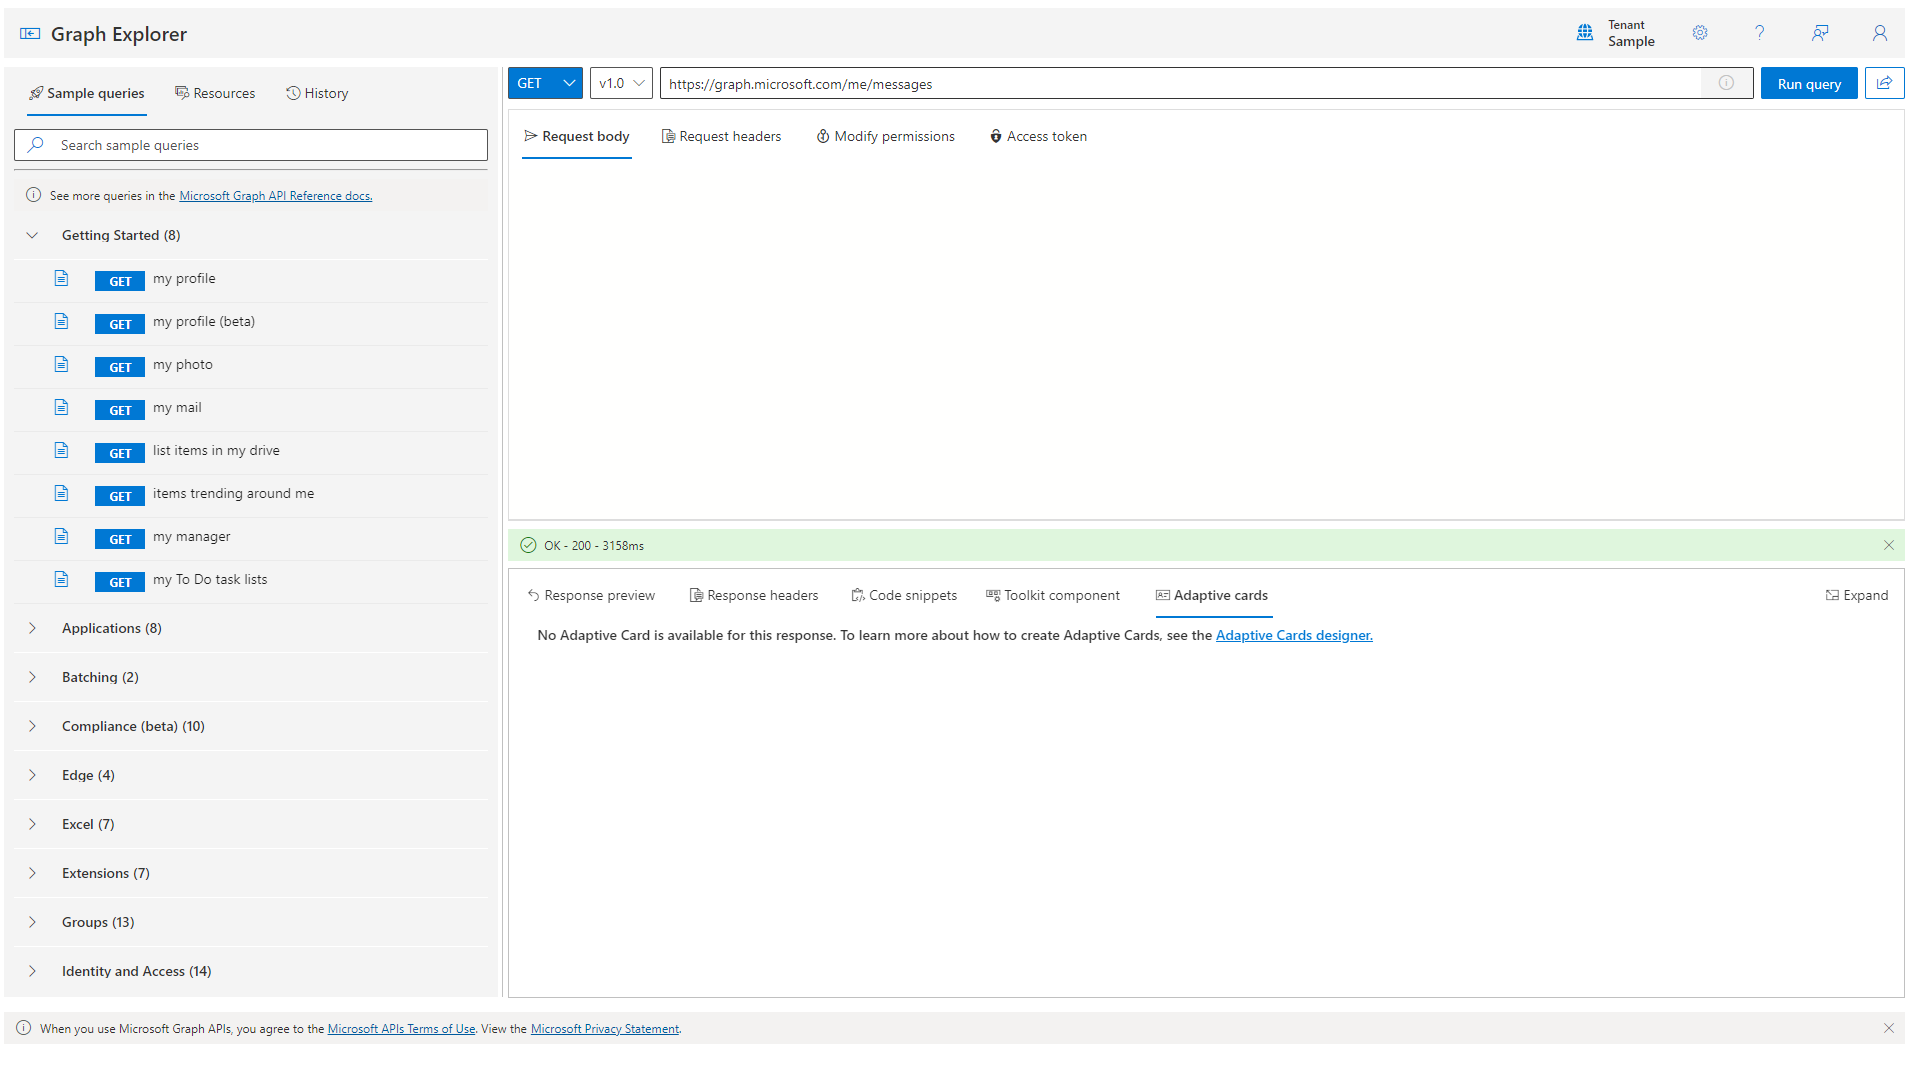 Graph Explorer
Tenant
Sample
Sample queries
Resources
History
Search sample queries
See more queries in the Microsoft Graph API Reference docs.
Getting Started (8)
GET my profile
GET my profile (beta)
GET my photo
GET my mail
GET list items in my drive
GET items trending around me
GET my manager
GET my To Do task lists
Applications (8)
Batching (2)
Compliance (beta) (10)
Edge (4)
Excel (7)
Extensions (7)
Groups (13)
Identity and Access (14)
GET
v1.0
https://graph.microsoft.com/me/messages
Run query
Request body
Request headers
Modify permissions
Access token
OK - 200 - 3158ms
Response preview
Response headers
Code snippets
Toolkit component
Adaptive cards
Expand
No Adaptive Card is available for this response. To learn more about how to create Adaptive Cards, see the Adaptive Cards designer.
When you use Microsoft Graph APIs, you agree to the Microsoft APIs Terms of Use. View the Microsoft Privacy Statement.